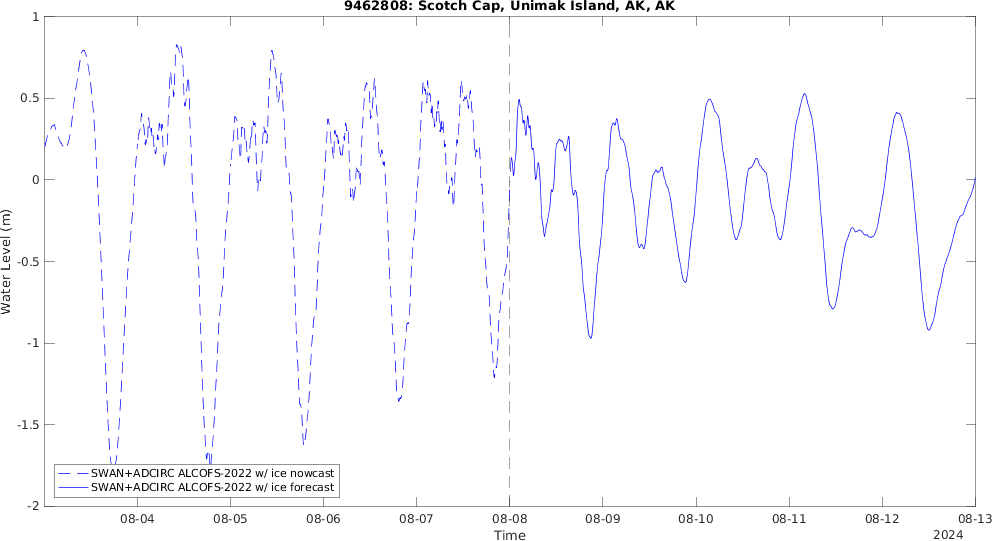 9462808: Scotch Cap, Unimak Island, AK, AK
1
0.5
0
-0.5
-1
-1.5
-2
Water Level (m)
SWAN+ADCIRC ALCOFS-2022 w/ ice nowcast
SWAN+ADCIRC ALCOFS-2022 w/ ice forecast
08-04 08-05 08-06 08-07 08-08 08-09 08-10 08-11 08-12 08-13
Time
2024